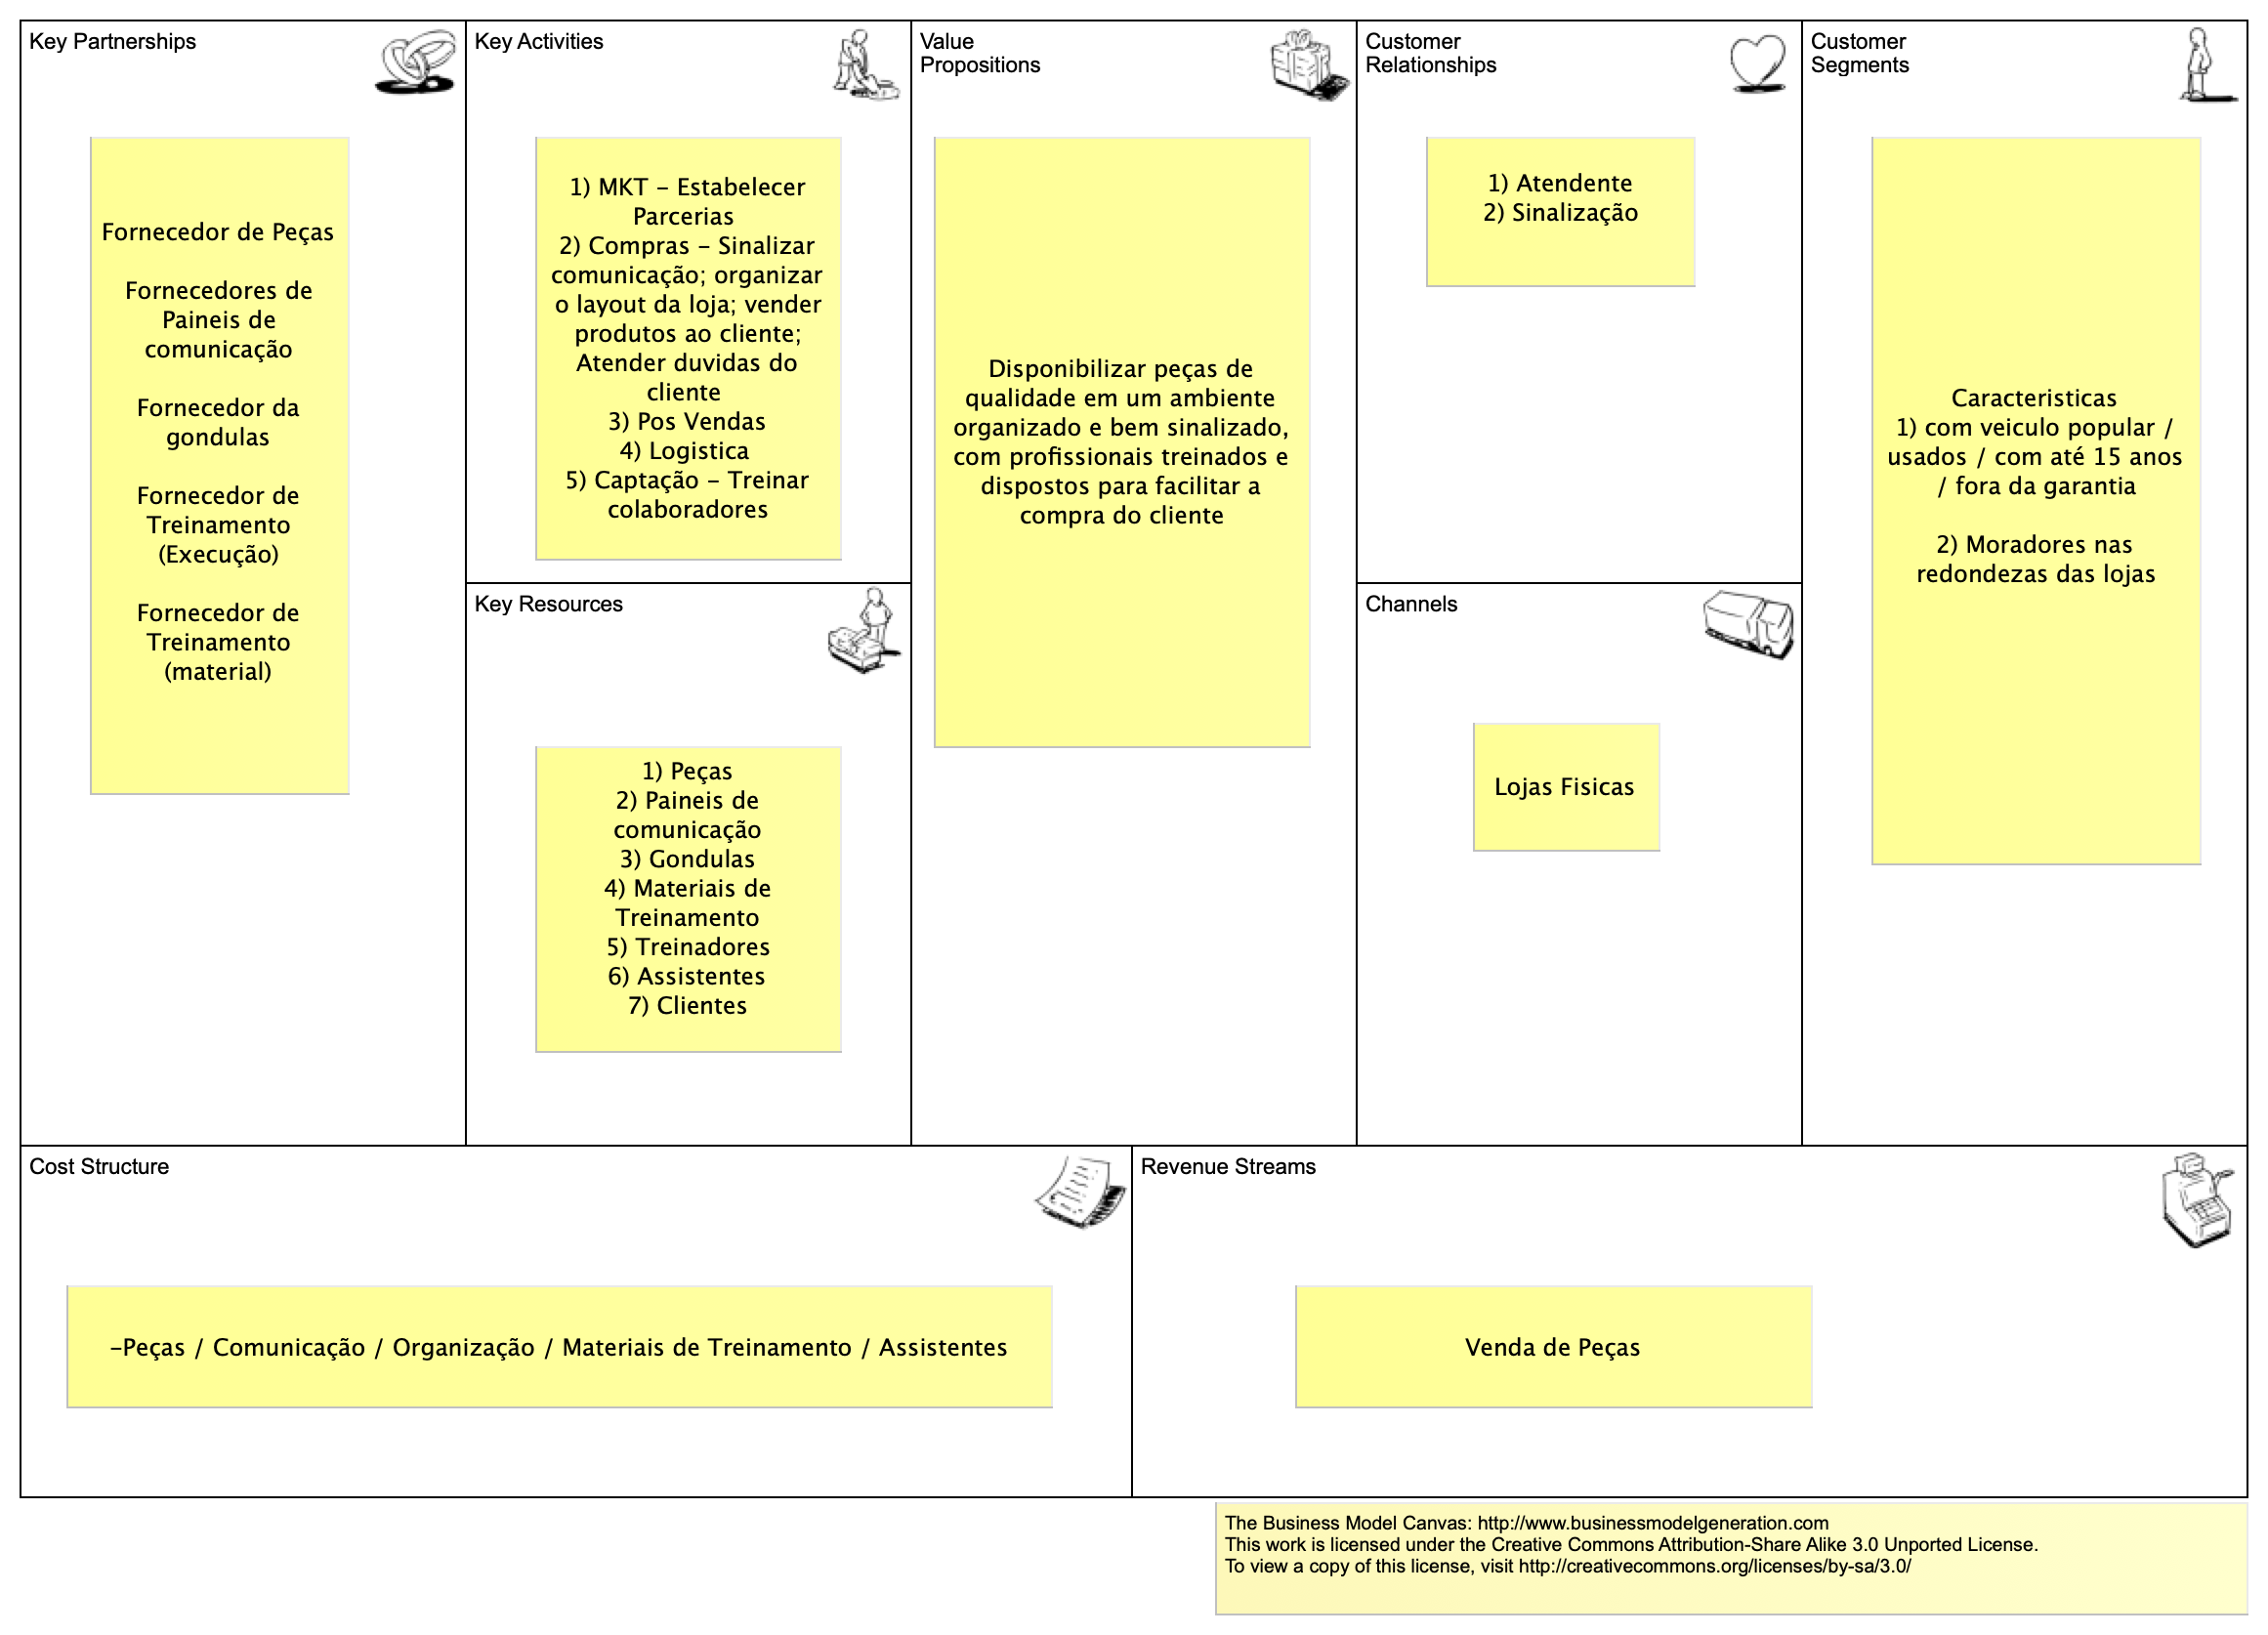 Key Partnerships
Fornecedor de Peças
Fornecedores de
Paineis de
comunicação
Fornecedor da
gondulas
Fornecedor de
Treinamento
(Execução)
Fornecedor de
Treinamento
(material)
Key Activities
1) MKT - Estabelecer
Parcerias
2) Compras - Sinalizar
comunicação; organizar
o layout da loja; vender
produtos ao cliente;
Atender duvidas do
cliente
3) Pos Vendas
4) Logistica
5) Captação - Treinar
colaboradores
Key Resources
1) Peças
2) Paineis de
comunicação
3) Gondulas
4) Materiais de
Treinamento
5) Treinadores
6) Assistentes
7) Clientes
Value
Propositions
Disponibilizar peças de
qualidade em um ambiente
organizado e bem sinalizado,
com profissionais treinados e
dispostos para facilitar a
compra do cliente
Customer
Relationships
1) Atendente
2) Sinalização
Channels
Lojas Fisicas
Customer
Segments
Caracteristicas
1) com veiculo popular /
usados / com até 15 anos
/ fora da garantia
2) Moradores nas
redondezas das lojas
Cost Structure
-Peças / Comunicação / Organização / Materiais de Treinamento / Assistentes
Revenue Streams
Venda de Peças
The Business Model Canvas: http://www.businessmodelgeneration.com
This work is licensed under the Creative Commons Attribution-Share Alike 3.0 Unported License.
To view a copy of this license, visit http://creativecommons.org/licenses/by-sa/3.0/